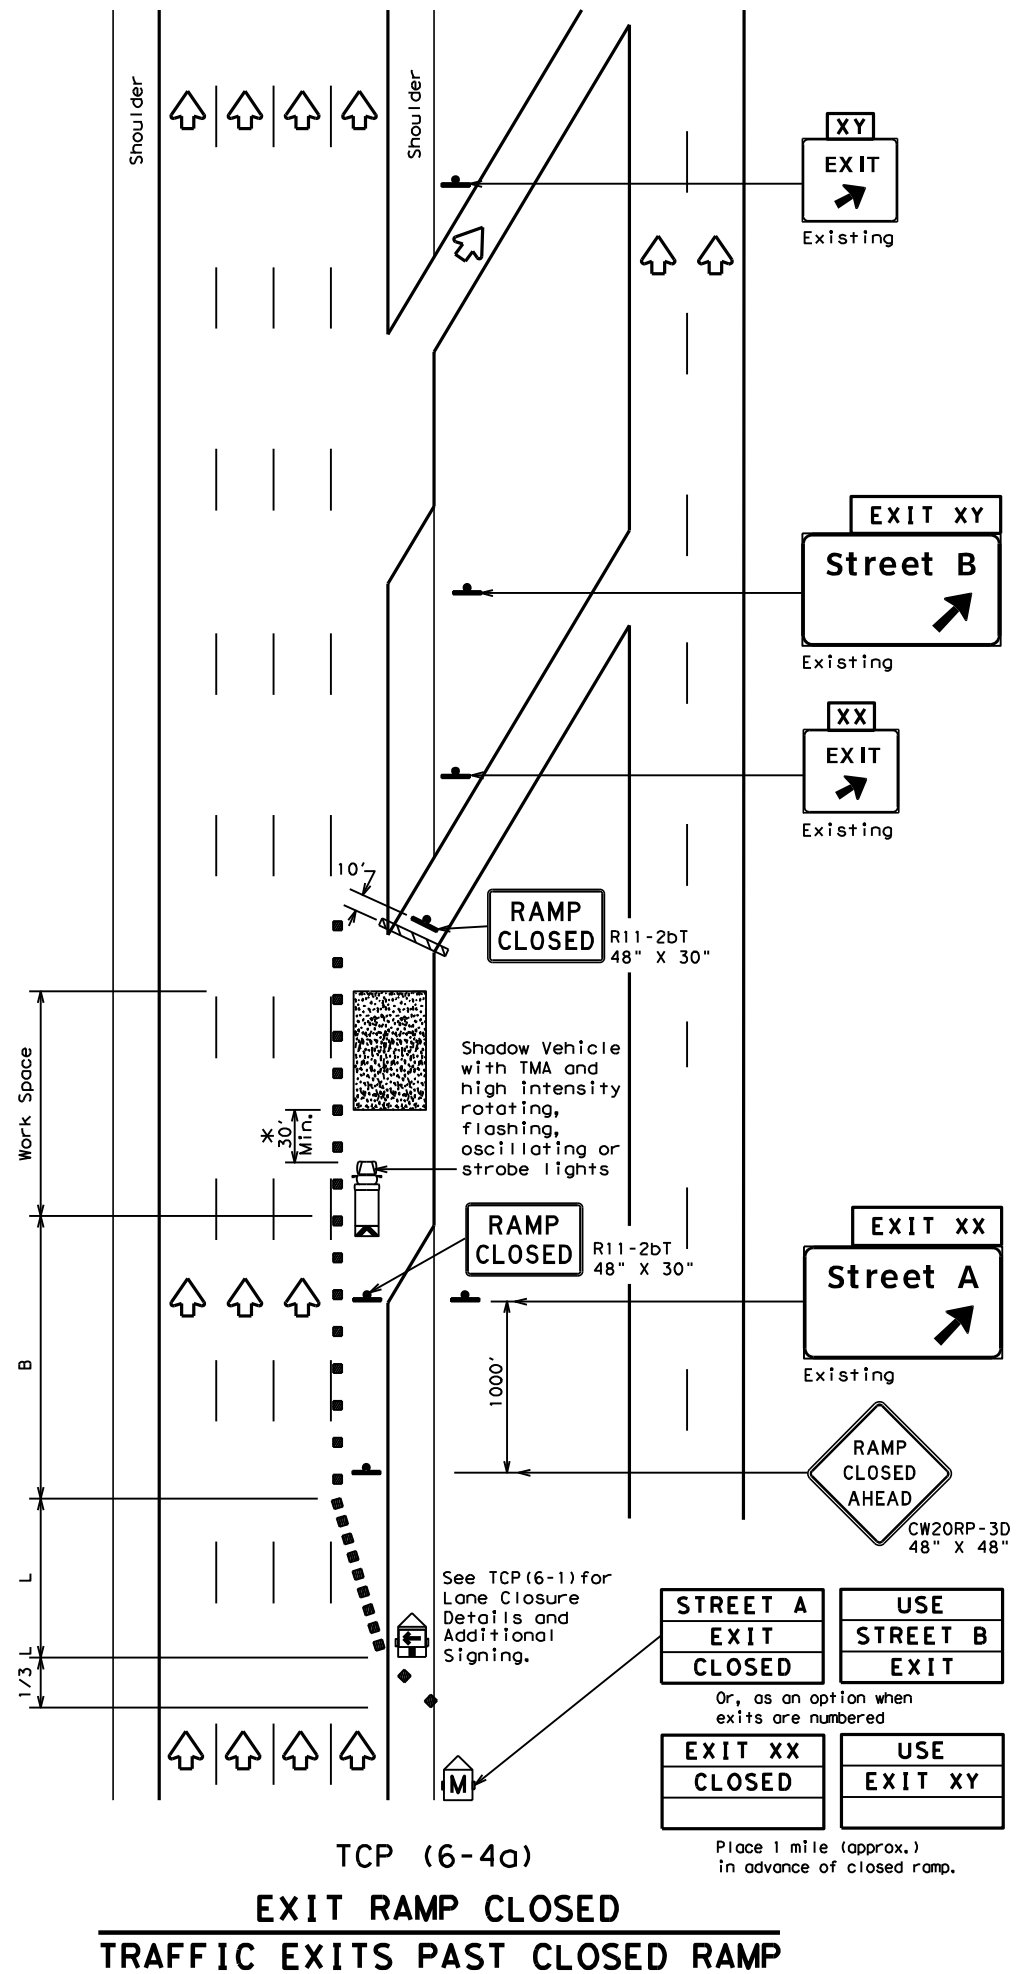 Shoulder
Shoulder
XY
EXIT
Existing
EXIT XY
Street B
Existing
XX
EXIT
Existing
10'
RAMP
CLOSED
R11-2bT
48" X 30"
Work Space
*
30'
Min.
Shadow Vehicle
with TMA and
high intensity
rotating,
flashing,
oscillating or
strobe lights
RAMP
CLOSED
R11-2bT
48" X 30"
EXIT XX
Street A
Existing
B
1000'
RAMP
CLOSED
AHEAD
CW20RP-3D
48" X 48"
L
See TCP(6-1)for
Lane Closure
Details and
Additional
Signing.
1/3 L
STREET A
EXIT
CLOSED
USE
STREET B
EXIT
Or, as an option when
exits are numbered
EXIT XX
CLOSED
USE
EXIT XY
M
Place 1 mile (approx.)
in advance of closed ramp.
TCP (6-4a)
EXIT RAMP CLOSED
TRAFFIC EXITS PAST CLOSED RAMP